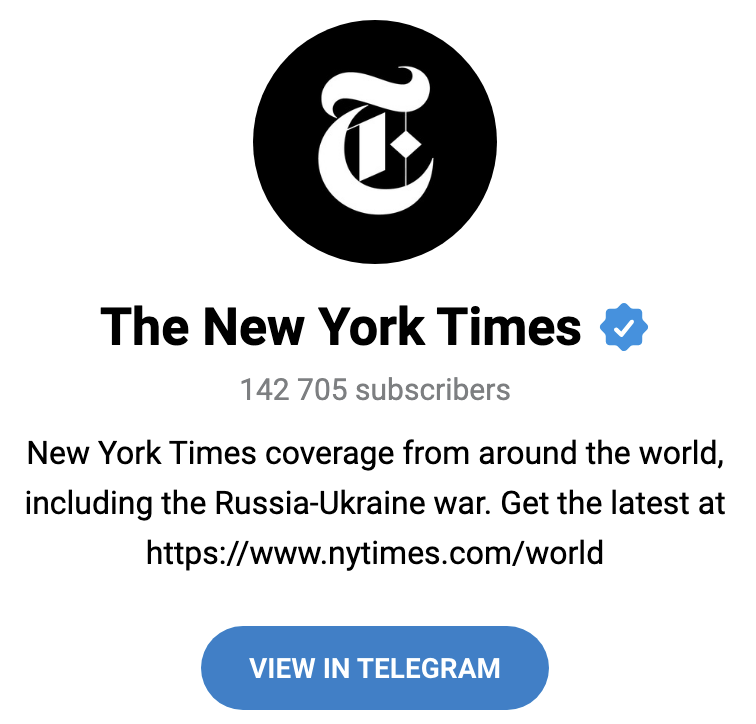 The New York Times
142 705 subscribers
New York Times coverage from around the world,
including the Russia-Ukraine war. Get the latest at
https://www.nytimes.com/world
VIEW IN TELEGRAM